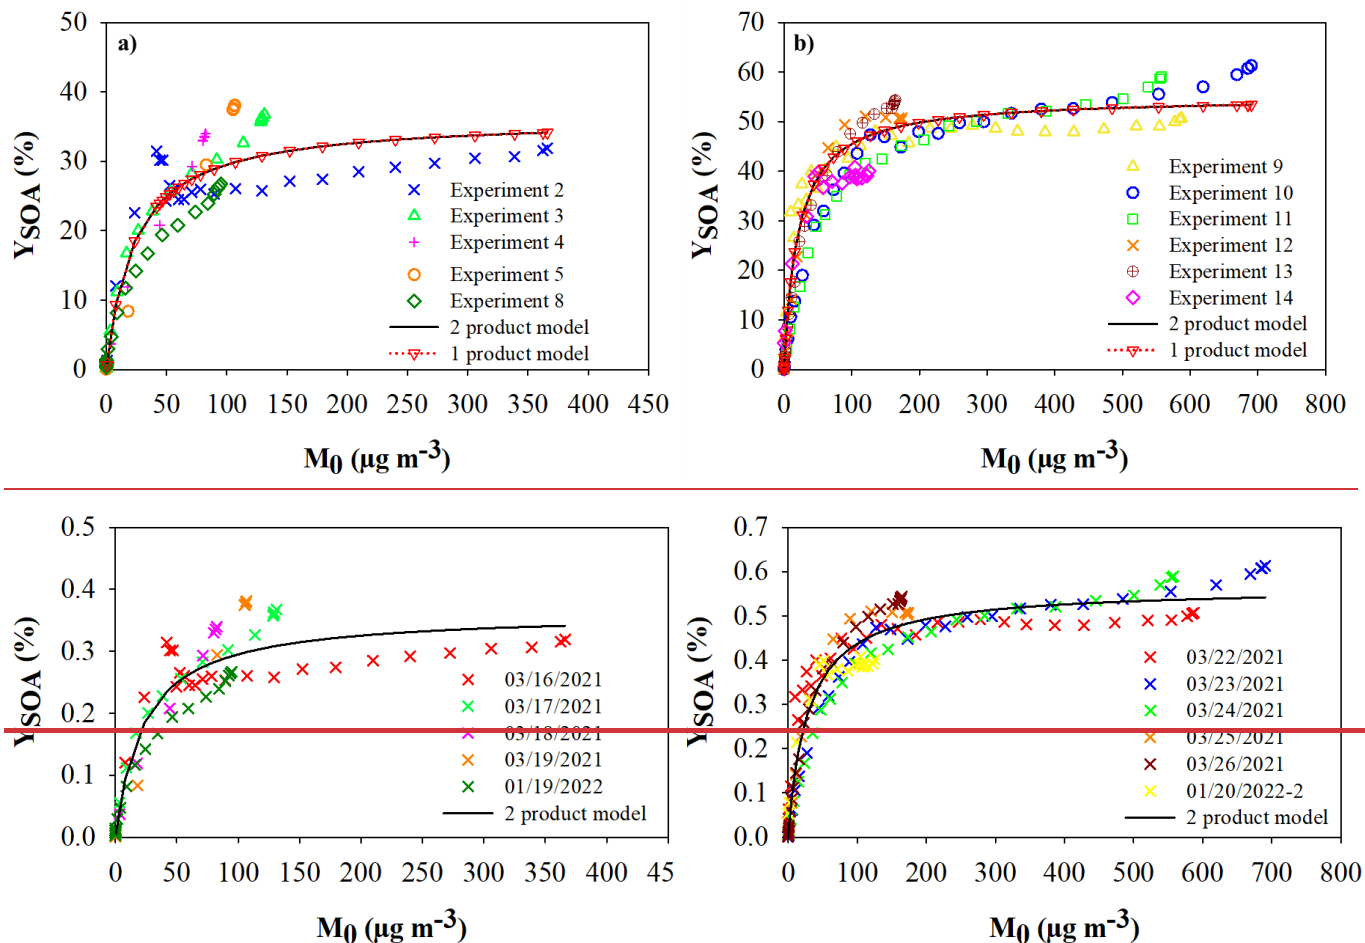 a)
50
40
30
20
10
0
Y_SOA (%)
Experiment 2
Experiment 3
Experiment 4
Experiment 5
Experiment 8
2 product model
1 product model
0 50 100 150 200 250 300 350 400 450
M0 (μg m-3)
b)
70
60
50
40
30
20
10
0
YSOA (%)
Experiment 9
Experiment 10
Experiment 11
Experiment 12
Experiment 13
Experiment 14
2 product model
1 product model
0 100 200 300 400 500 600 700 800
M0 (μg m-3)
0.5
0.4
0.3
0.2
0.1
0.0
YSOA (%)
03/16/2021
03/17/2021
03/18/2021
03/19/2021
01/19/2022
2 product model
0 50 100 150 200 250 300 350 400 45
M0 (μg m-3)
0.7
0.6
0.5
0.4
0.3
0.2
0.1
0.0
YSOA (%)
03/22/2021
03/23/2021
03/24/2021
03/25/2021
03/26/2021
01/20/2022-2
2 product model
0 100 200 300 400 500 600 700 800
M0 (μg m-3)